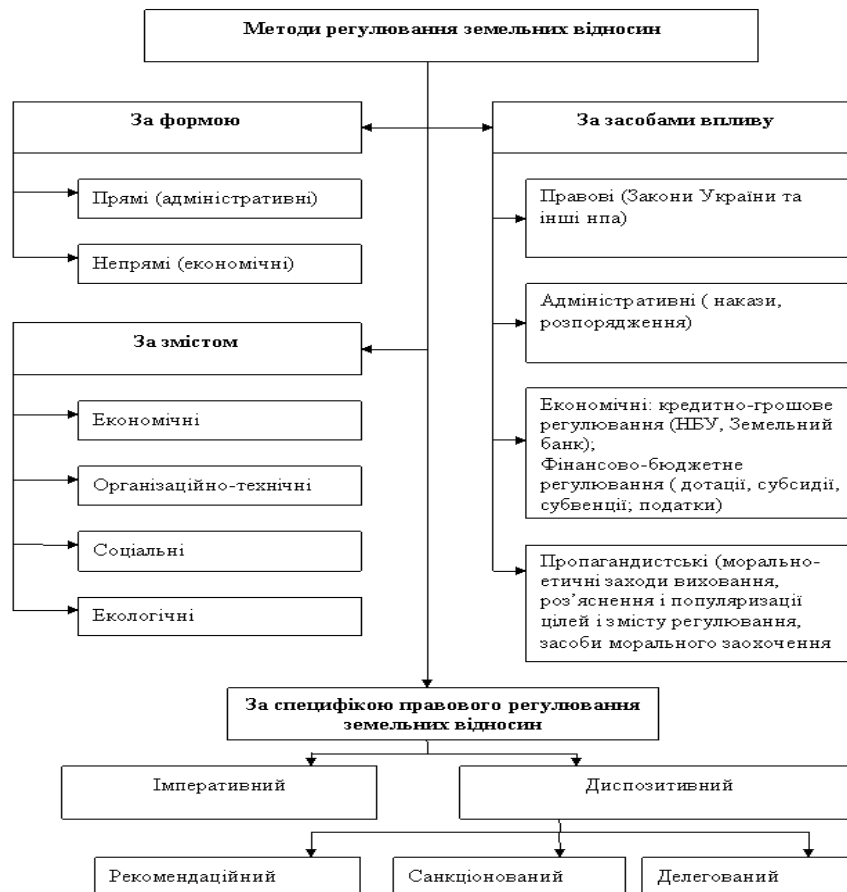 Методи регулювання земельних відносин
За формою
Прямі (адміністративні)
Непрямі (економічні)
За змістом
Економічні
Організаційно-технічні
Соціальні
Екологічні
За засобами впливу
Правові (Закони України та
інші нпа)
Адміністративні ( накази,
розпорядження)
Економічні: кредитно-грошове
регулювання (НБУ, Земельний
банк);
Фінансово-бюджетне
регулювання ( дотації, субсидії,
субвенції; податки)
Пропагандистські (морально-
етичні заходи виховання,
роз’яснення і популяризації
цілей і змісту регулювання,
засоби морального заохочення
За специфікою правового регулювання
земельних відносин
Імперативний
Диспозитивний
Рекомендаційний
Санкціонований
Делегований